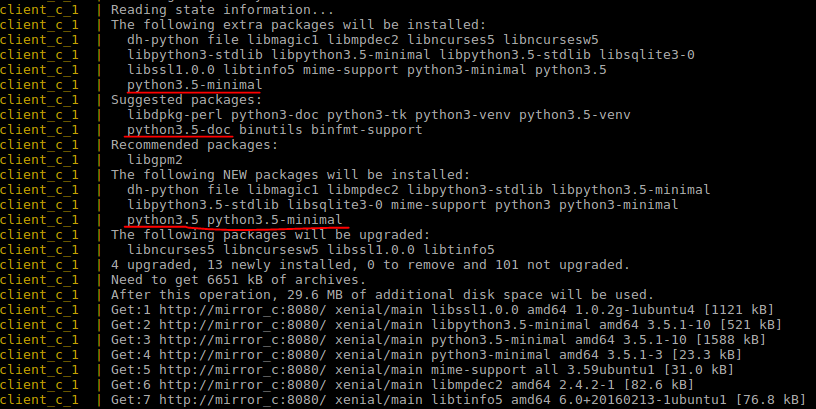 client_c_1 | Reading state information...
client_c_1 | The following extra packages will be installed:
client_c_1 | dh-python file libmagic1 libmpdec2 libncurses5 libncursesw5
client_c_1 | libpython3-stdlib libpython3.5-minimal libpython3.5-stdlib libsqlite3-0
client_c_1 | libssl1.0.0 libtinfo5 mime-support python3-minimal python3.5
client_c_1 | python3.5-minimal
client_c_1 | Suggested packages:
client_c_1 | libdpkg-perl python3-doc python3-tk python3-venv python3.5-venv
client_c_1 | python3.5-doc binutils binfmt-support
client_c_1 | Recommended packages:
client_c_1 | libgpm2
client_c_1 | The following NEW packages will be installed:
client_c_1 | dh-python file libmagic1 libmpdec2 libpython3-stdlib libpython3.5-minimal
client_c_1 | libpython3.5-stdlib libsqlite3-0 mime-support python3 python3-minimal
client_c_1 | python3.5 python3.5-minimal
client_c_1 | The following packages will be upgraded:
client_c_1 | libncurses5 libncursesw5 libssl1.0.0 libtinfo5
client_c_1 | 4 upgraded, 13 newly installed, 0 to remove and 101 not upgraded.
client_c_1 | Need to get 6651 kB of archives.
client_c_1 | After this operation, 29.6 MB of additional disk space will be used.
client_c_1 | Get:1 http://mirror_c:8080/ xenial/main libssl1.0.0 amd64 1.0.2g-1ubuntu4 [1121 kB]
client_c_1 | Get:2 http://mirror_c:8080/ xenial/main libpython3.5-minimal amd64 3.5.1-10 [521 kB]
client_c_1 | Get:3 http://mirror_c:8080/ xenial/main python3.5-minimal amd64 3.5.1-10 [1588 kB]
client_c_1 | Get:4 http://mirror_c:8080/ xenial/main python3-minimal amd64 3.5.1-3 [23.3 kB]
client_c_1 | Get:5 http://mirror_c:8080/ xenial/main mime-support all 3.59ubuntu1 [31.0 kB]
client_c_1 | Get:6 http://mirror_c:8080/ xenial/main libmpdec2 amd64 2.4.2-1 [82.6 kB]
client_c_1 | Get:7 http://mirror_c:8080/ xenial/main libtinfo5 amd64 6.0+20160213-1ubuntu1 [76.8 kB]